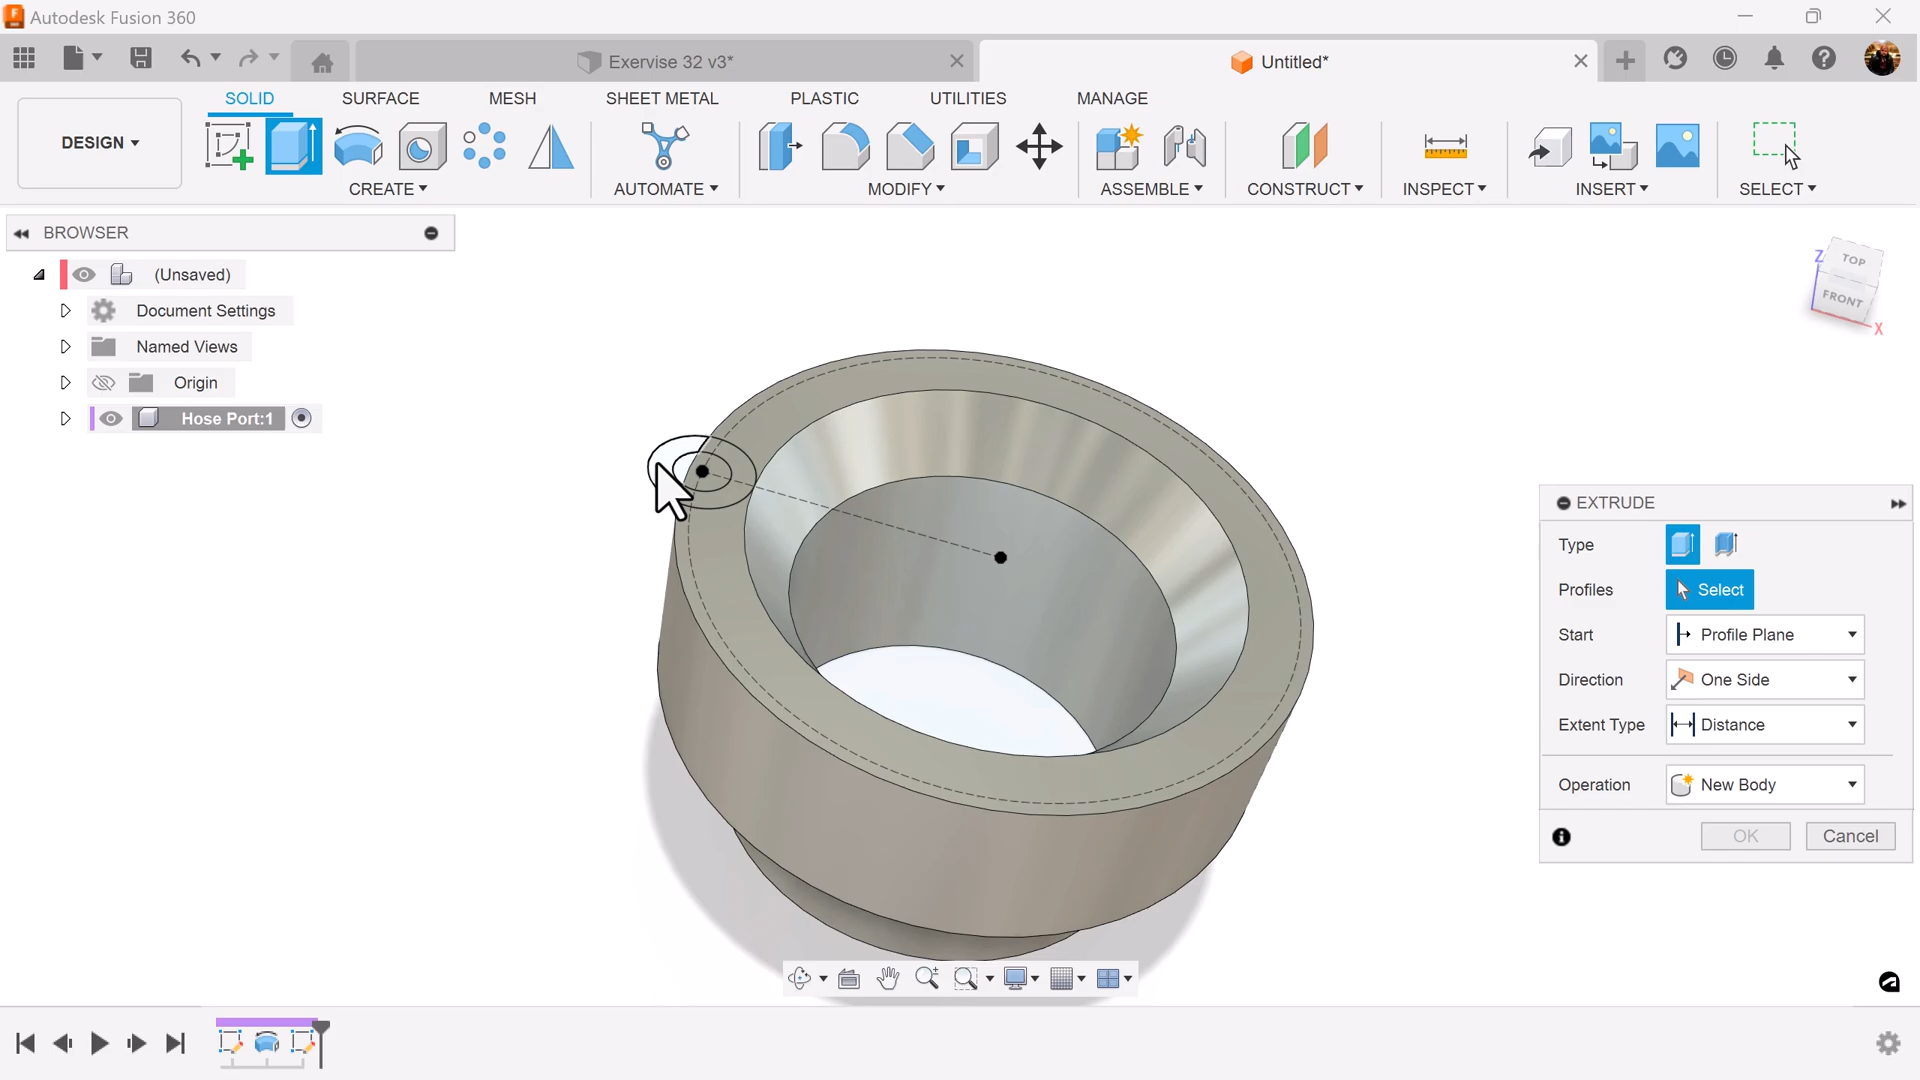 Autodesk Fusion 360
Exervise 32 v3*
Untitled*
DESIGN
SOLID
SURFACE
MESH
SHEET METAL
PLASTIC
UTILITIES
MANAGE
CREATE
AUTOMATE
MODIFY
ASSEMBLE
CONSTRUCT
INSPECT
INSERT
SELECT
BROWSER
(Unsaved)
Document Settings
Named Views
Origin
Hose Port:1
Z
TOP
FRONT
X
EXTRUDE
Type
Profiles Select
Start Profile Plane
Direction One Side
Extent Type Distance
Operation New Body
OK Cancel